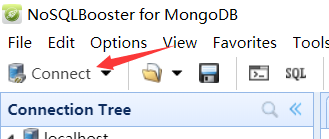 NoSQLBooster for MongoDB
File Edit Options View Favorites Tools
Connect SQL
Connection Tree
localhost